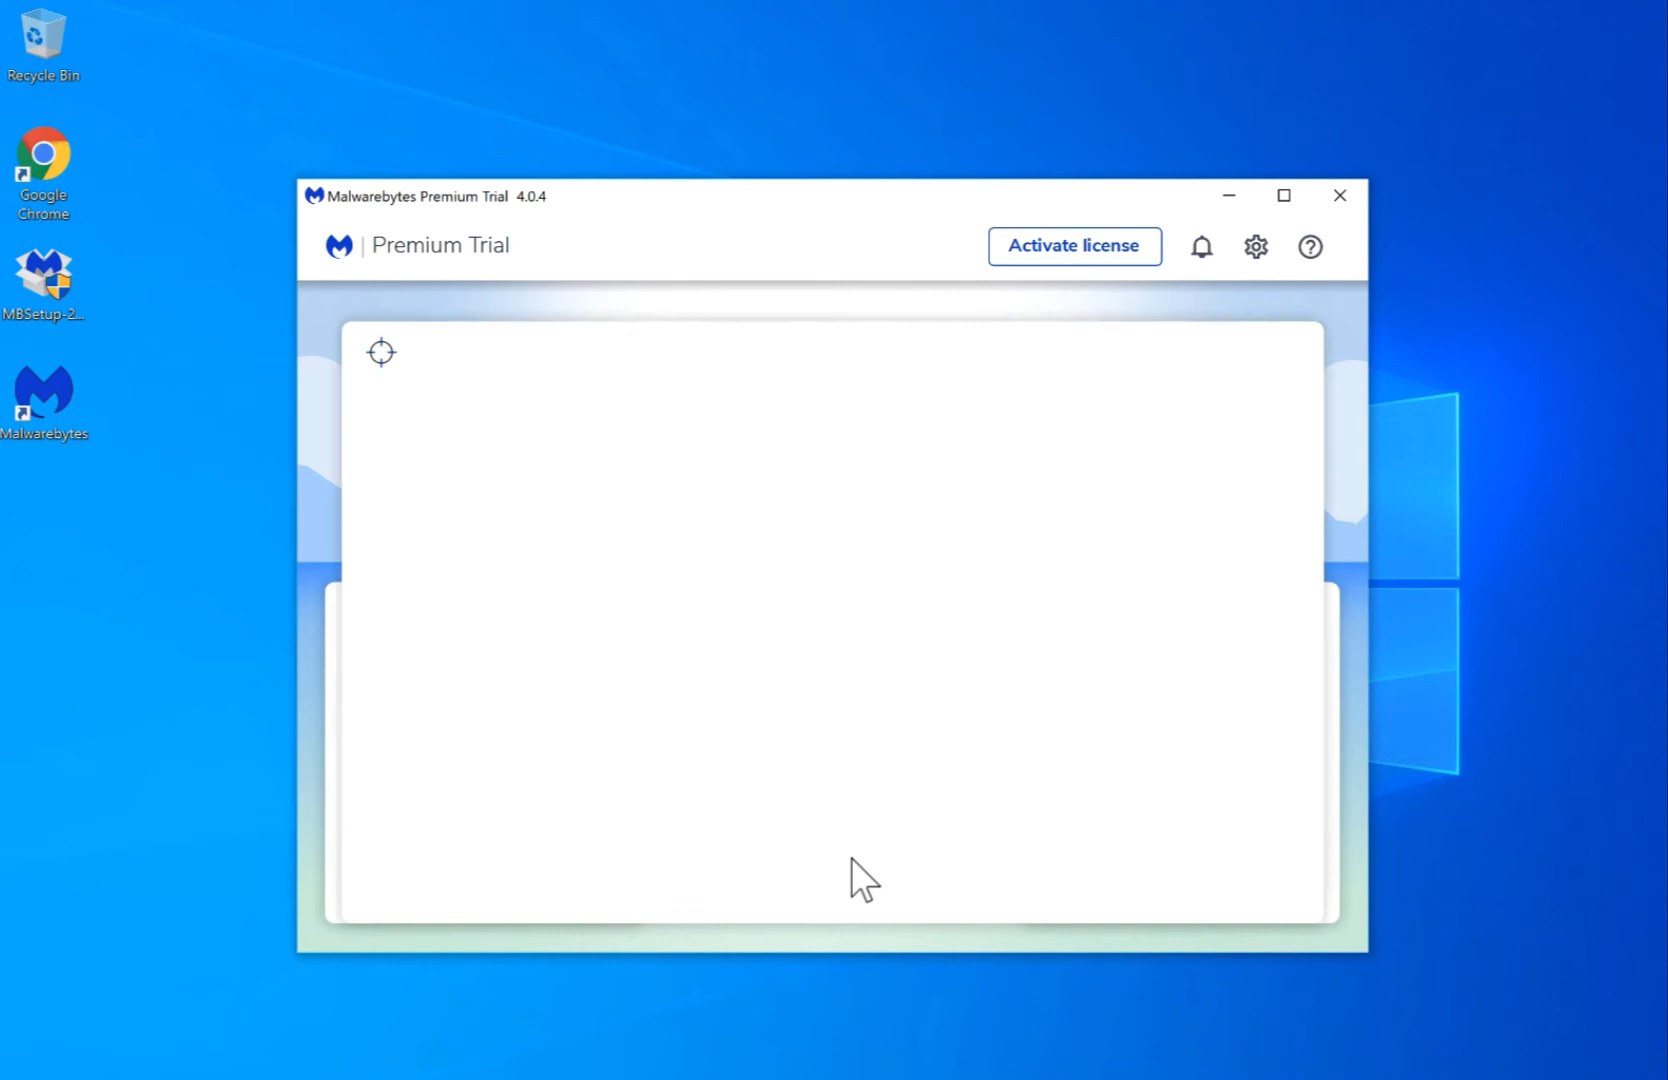 Recycle Bin
Google
Chrome
MBSetup-2...
Malwarebytes
Malwarebytes Premium Trial 4.0.4
Premium Trial
Activate license